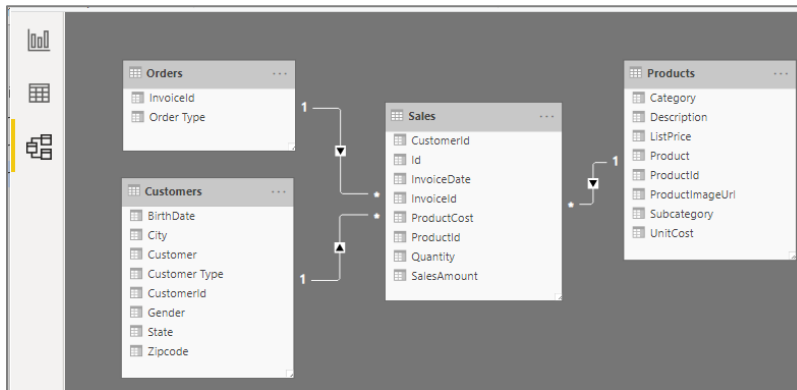 Orders
InvoiceId
Order Type
1
Customers
BirthDate
City
Customer
Customer Type
CustomerId
Gender
State
Zipcode
1
Sales
CustomerId
Id
InvoiceDate
InvoiceId
ProductCost
ProductId
Quantity
SalesAmount
*
*
*
Products
Category
Description
ListPrice
Product
ProductId
ProductImageUrl
Subcategory
UnitCost
1